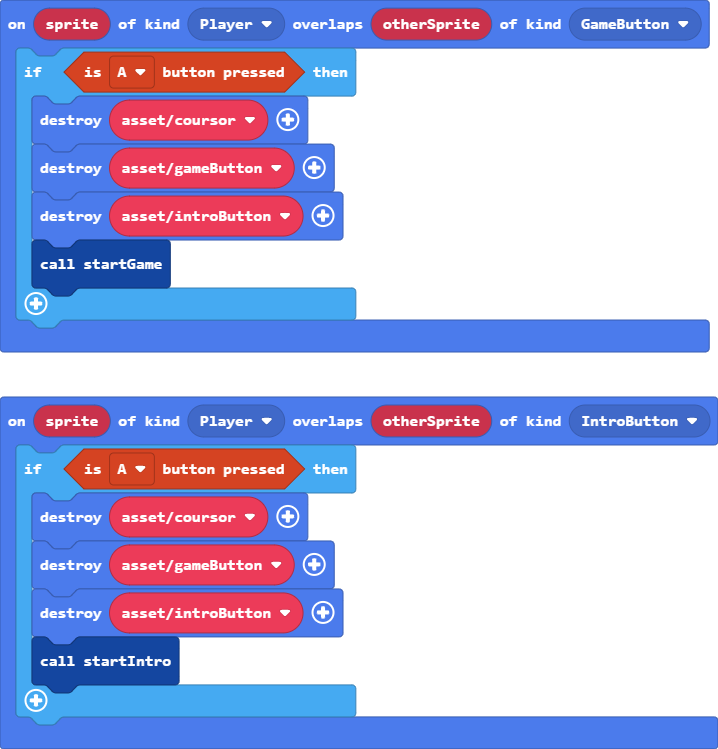 on sprite of kind Player overlaps otherSprite of kind GameButton
if is A button pressed then
destroy asset/coursor
destroy asset/gameButton
destroy asset/introButton
call startGame
on sprite of kind Player overlaps otherSprite of kind IntroButton
if is A button pressed then
destroy asset/coursor
destroy asset/gameButton
destroy asset/introButton
call startIntro